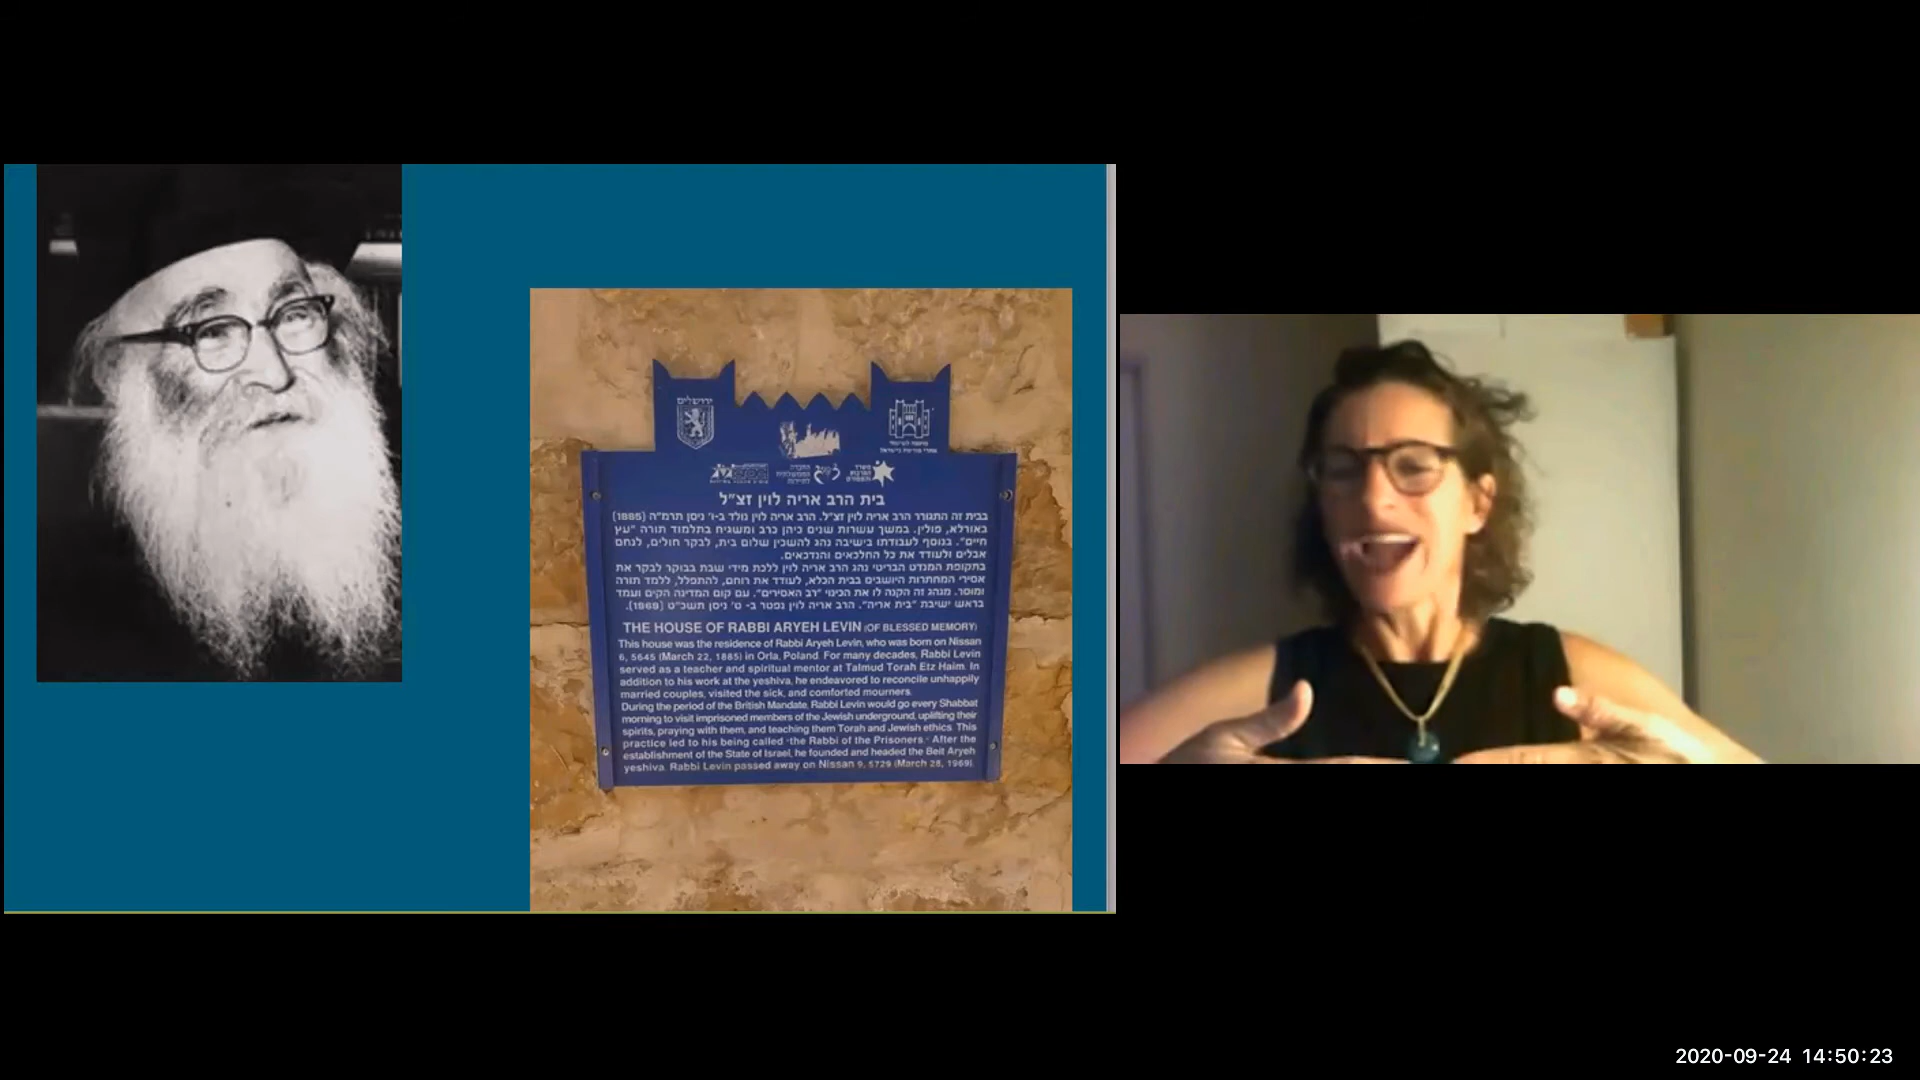 ירושלים
בית הרב אריה לוין זצ"ל
בבית זה התגורר הרב אריה לוין זצ"ל. הרב אריה לוין נולד ב-ו' ניסן תרמ"ה (1885)
באורלא, פולין. במשך עשרות שנים כיהן כרב ומשגיח בתלמוד תורה "עץ
חיים". בנוסף לעבודתו בישיבה נהג להשכין שלום בית, לבקר חולים, לנחם
אבלים ולעודד את כל החלכאים והנדכאים.
בתקופת המנדט הבריטי נהג הרב אריה לוין ללכת מידי שבת בבוקר לבקר את
אסירי המחתרות היושבים בבית הכלא, לעודד את רוחם, להתפלל, ללמד תורה
ומוסר. מנהג זה הקנה לו את הכינוי "רב האסירים". עם קום המדינה הקים ועמד
בראש ישיבת "בית אריה". הרב אריה לוין נפטר ב- ט' ניסן תשכ"ט (1969).
THE HOUSE OF RABBI ARYEH LEVIN (OF BLESSED MEMORY)
This house was the residence of Rabbi Aryeh Levin, who was born on Nissan
6, 5645 (March 22, 1885) in Orla, Poland. For many decades, Rabbi Levin
served as a teacher and spiritual mentor at Talmud Torah Etz Haim. In
addition to his work at the yeshiva, he endeavored to reconcile unhappily
married couples, visited the sick, and comforted mourners.
During the period of the British Mandate, Rabbi Levin would go every Shabbat
morning to visit imprisoned members of the Jewish underground, uplifting their
spirits, praying with them, and teaching them Torah and Jewish ethics. This
practice led to his being called "the Rabbi of the Prisoners." After the
establishment of the State of Israel, he founded and headed the Beit Aryeh
yeshiva. Rabbi Levin passed away on Nissan 9, 5729 (March 28, 1969).
2020-09-24 14:50:23